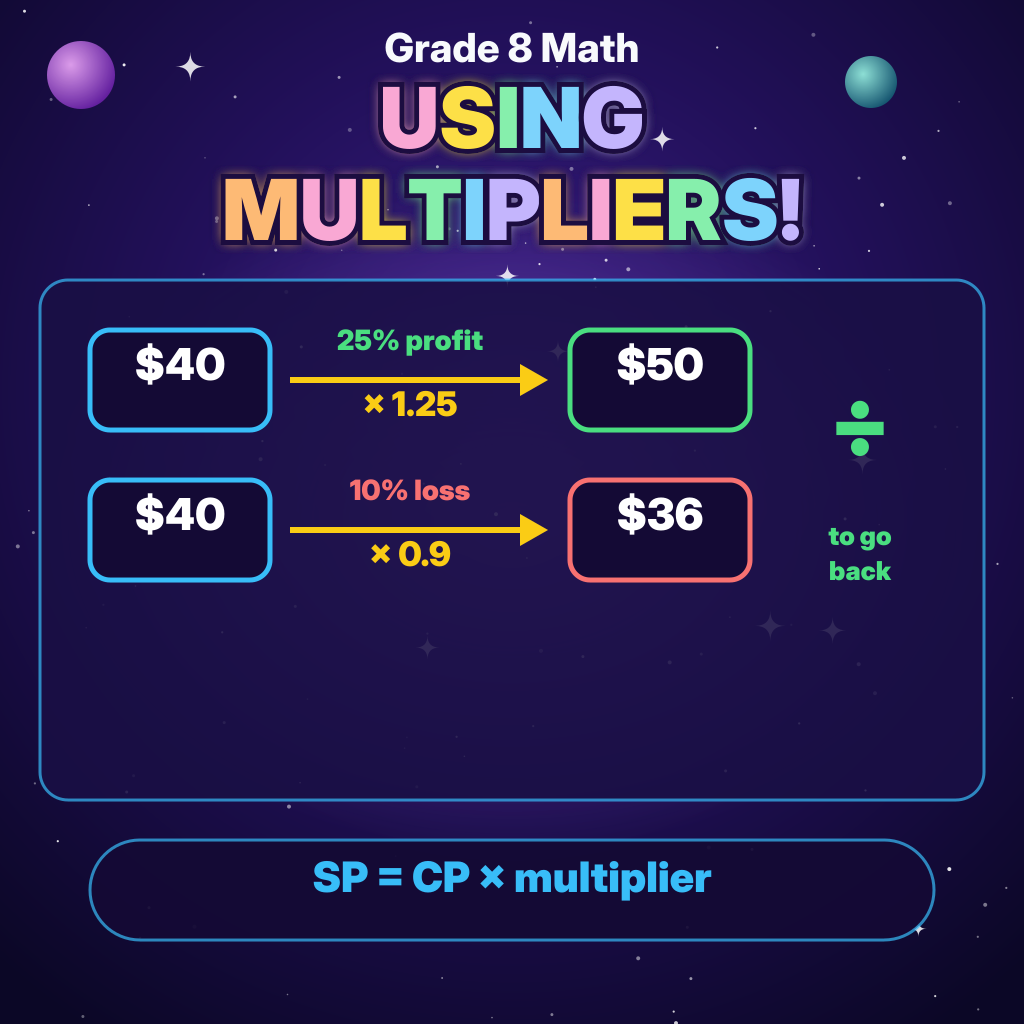 Grade 8 Math
USING
MULTIPLIERS!
$40
25% profit
× 1.25
$50
÷
$40
10% loss
× 0.9
$36
to go
back
SP = CP × multiplier